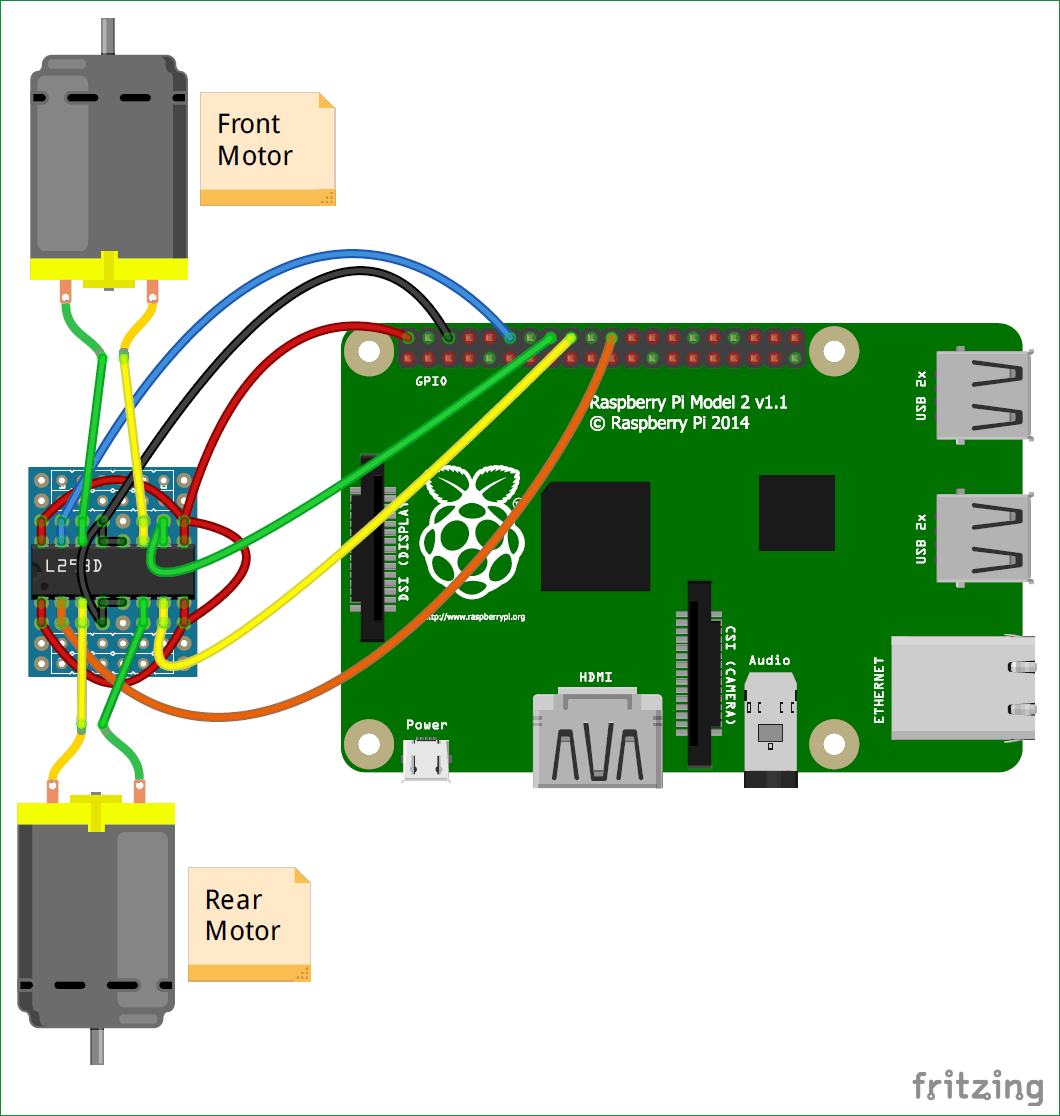 Front
Motor
GPIO
Raspberry Pi Model 2 v1.1
© Raspberry Pi 2014
USB 2x
L293D
DSI (DISPLAY)
USB 2x
http://www.raspberrypi.org
CSI (CAMERA)
HDMI
Audio
ETHERNET
Power
Rear
Motor
fritzing